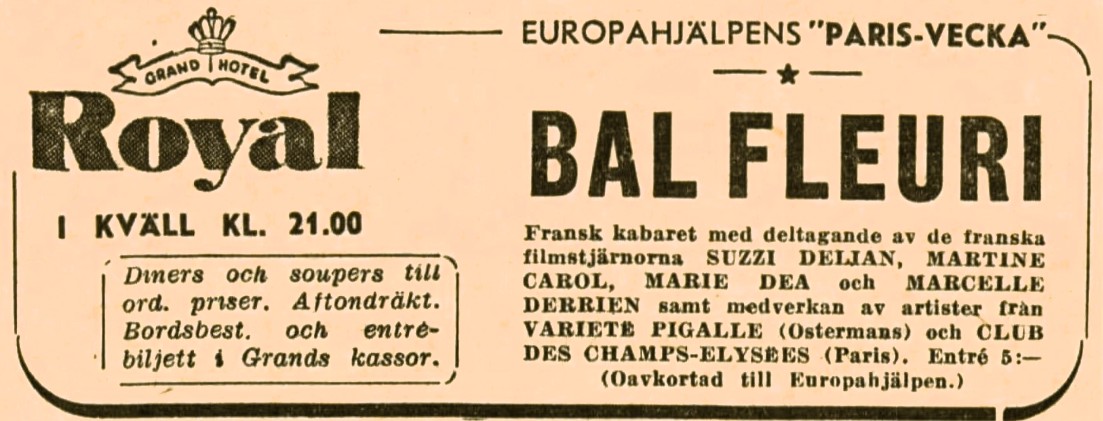 GRAND HOTEL
Royal
I KVÄLL KL. 21.00
Diners och soupers till
ord. priser. Aftondräkt.
Bordsbest. och entré-
biljett i Grands kassor.
EUROPAHJÄLPENS "PARIS-VECKA"
BAL FLEURI
Fransk kabaret med deltagande av de franska
filmstjärnorna SUZZI DELJAN, MARTINE
CAROL, MARIE DEA och MARCELLE
DERRIEN samt medverkan av artister från
VARIETÉ PIGALLE (Ostermans) och CLUB
DES CHAMPS-ELYSÉES (Paris). Entré 5:—
(Oavkortad till Europahjälpen.)